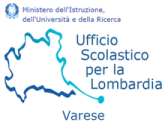 Ministero dell'Istruzione,
dell'Università e della Ricerca
Ufficio
Scolastico
per la
Lombardia
Varese